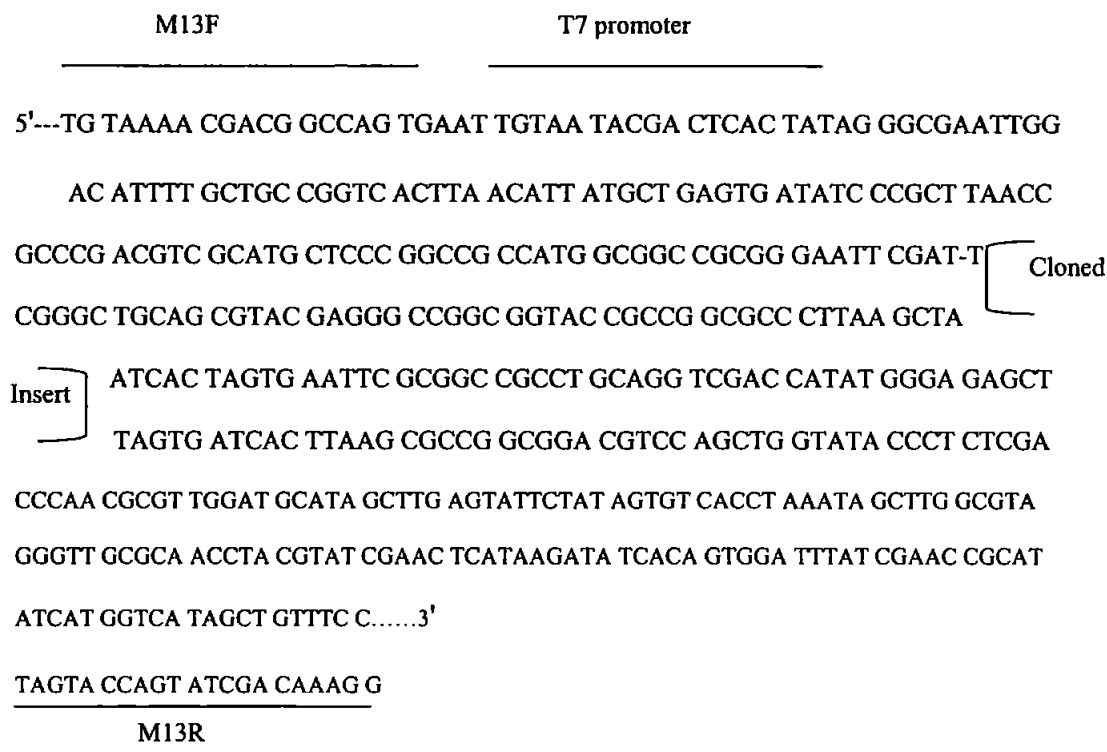 M13F T7 promoter
5'---TG TAAAA CGACG GCCAG TGAAT TGTAA TACGA CTCAC TATAG GGCGAATTGG
AC ATTTT GCTGC CGGTC ACTTA ACATT ATGCT GAGTG ATATC CCGCT TAACC
GCCCG ACGTC GCATG CTCCC GGCCG CCATG GCGGC CGCGG GAATT CGAT-T
Cloned
CGGGC TGCAG CGTAC GAGGG CCGGC GGTAC CGCCG GCGCC CTTAA GCTA
ATCAC TAGTG AATTC GCGGC CGCCT GCAGG TCGAC CATAT GGGA GAGCT
Insert
TAGTG ATCAC TTAAG CGCCG GCGGA CGTCC AGCTG GTATA CCCT CTCGA
CCCAA CGCGT TGGAT GCATA GCTTG AGTATTCTAT AGTGT CACCT AAATA GCTTG GCGTA
GGGTT GCGCA ACCTA CGTAT CGAAC TCATAAGATA TCACA GTGGA TTTAT CGAAC CGCAT
ATCAT GGTCA TAGCT GTTTC C......3'
TAGTA CCAGT ATCGA CAAAG G
M13R